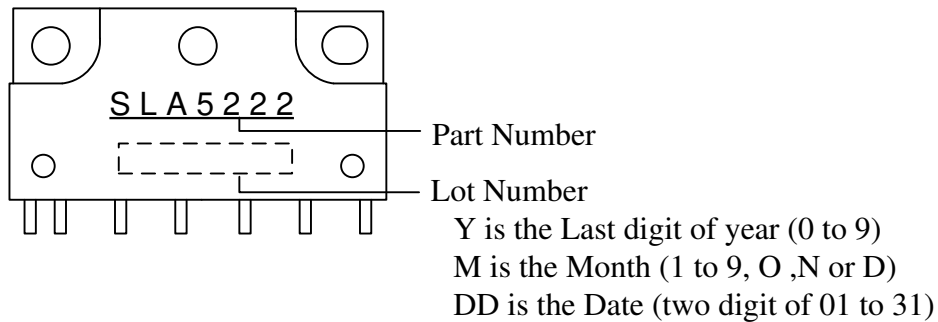 SLA5222
Part Number
Lot Number
Y is the Last digit of year (0 to 9)
M is the Month (1 to 9, O ,N or D)
DD is the Date (two digit of 01 to 31)